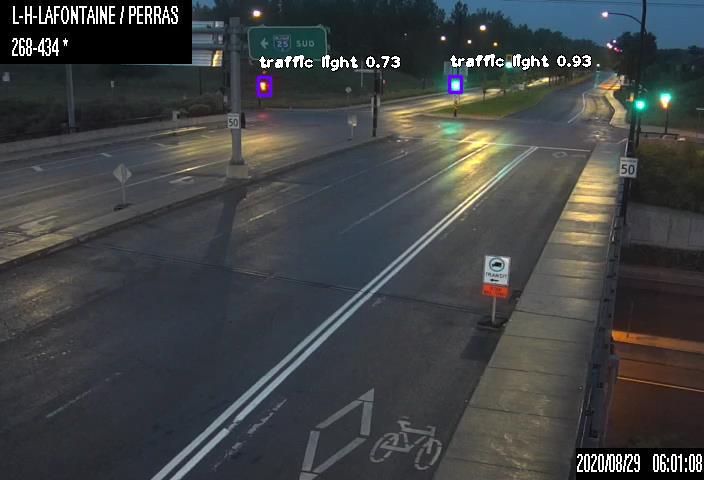 L-H-LAFONTAINE / PERRAS
268-434 *
25 SUD
traffic light 0.73
traffic light 0.93
50
50
TRANSIT
2020/08/29 06:01:08